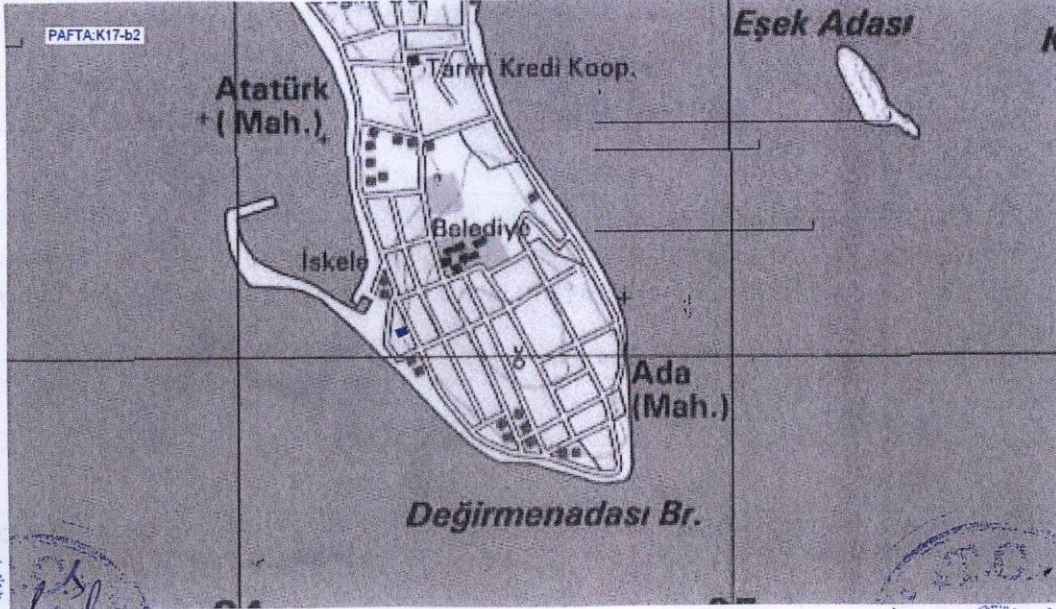 PAFTA:K17-b2
Eşek Adası
K
Tarım Kredi Koop.
Atatürk
(Mah.)
Belediye
İskele
Ada
(Mah.)
Değirmenadası Br.
T.C.